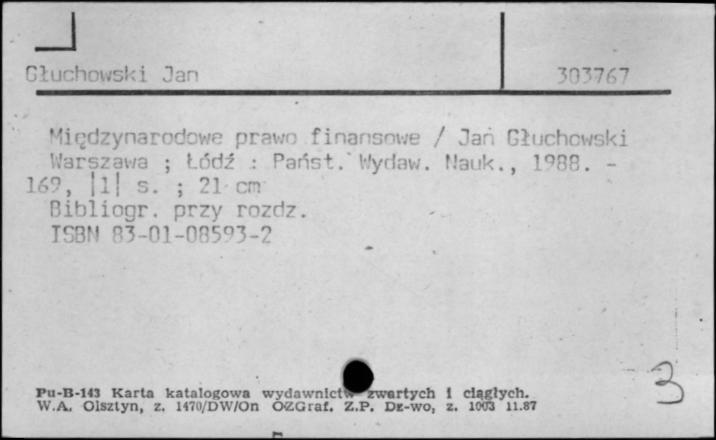 Głuchowski Jan 303767
Międzynarodowe prawo finansowe / Jan Głuchowski
Warszawa ; Łódź : Państ. Wydaw. Nauk., 1988. -
169, |1| s. ; 21 cm
Bibliogr. przy rozdz.
ISBN 83-01-08593-2
3
Pu-B-143 Karta katalogowa wydawnictw zwartych i ciągłych.
W.A. Olsztyn, z. 1470/DW/On OZGraf. Z.P. Dz-wo, z. 1003 11.87